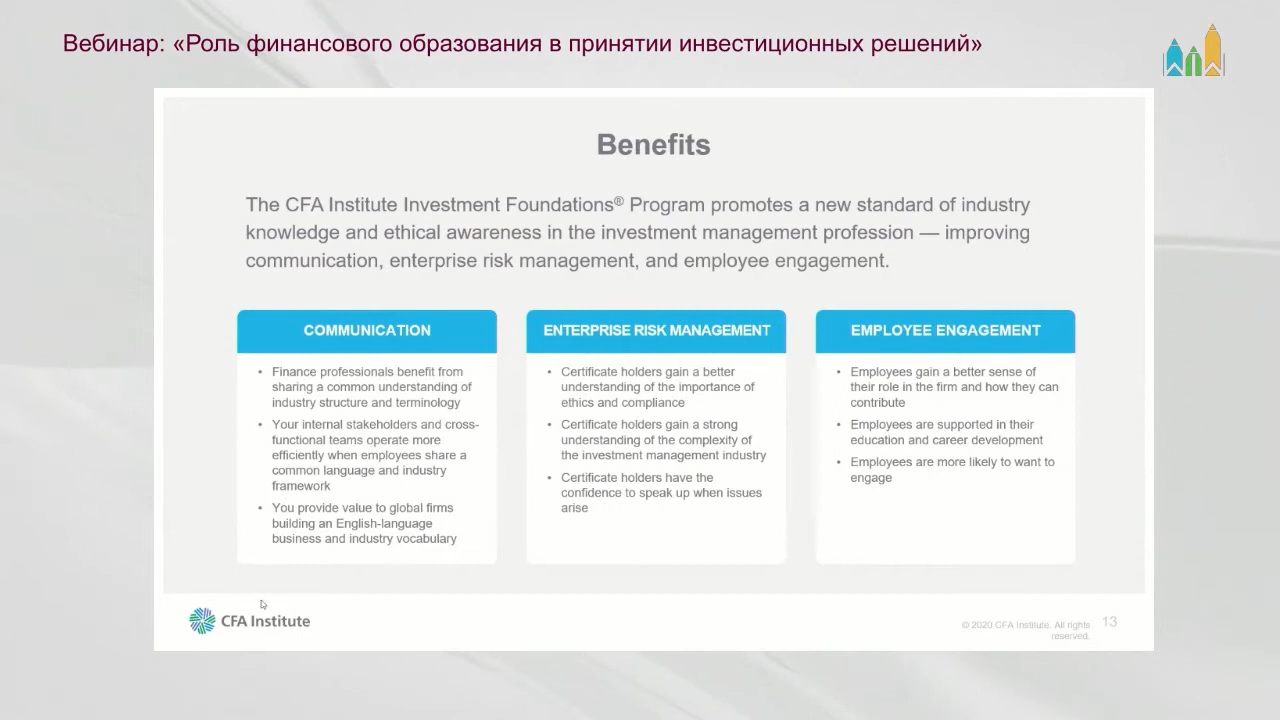 Вебинар: «Роль финансового образования в принятии инвестиционных решений»
Benefits
The CFA Institute Investment Foundations® Program promotes a new standard of industry
knowledge and ethical awareness in the investment management profession — improving
communication, enterprise risk management, and employee engagement.
COMMUNICATION
• Finance professionals benefit from
sharing a common understanding of
industry structure and terminology
• Your internal stakeholders and cross-
functional teams operate more
efficiently when employees share a
common language and industry
framework
• You provide value to global firms
building an English-language
business and industry vocabulary
ENTERPRISE RISK MANAGEMENT
• Certificate holders gain a better
understanding of the importance of
ethics and compliance
• Certificate holders gain a strong
understanding of the complexity of
the investment management industry
• Certificate holders have the
confidence to speak up when issues
arise
EMPLOYEE ENGAGEMENT
• Employees gain a better sense of
their role in the firm and how they can
contribute
• Employees are supported in their
education and career development
• Employees are more likely to want to
engage
CFA Institute
© 2020 CFA Institute. All rights
reserved.
13